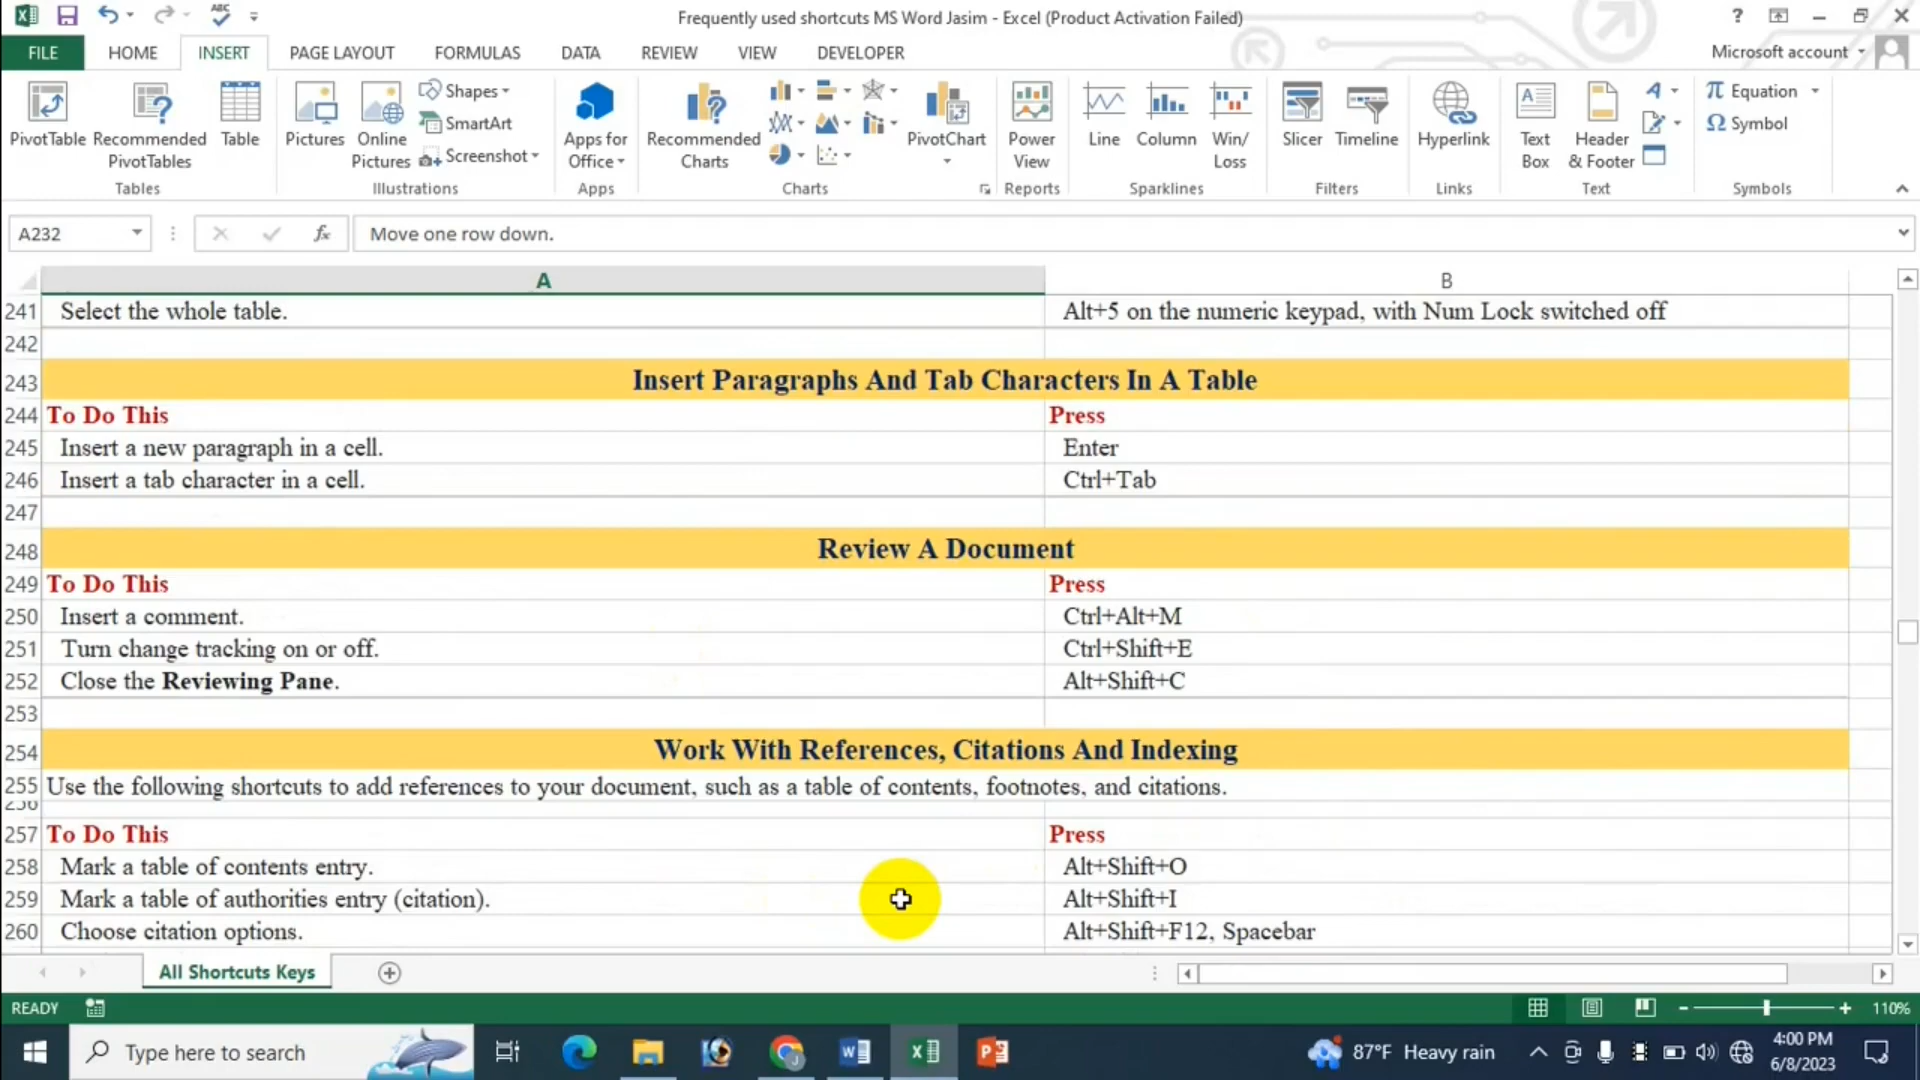 Frequently used shortcuts MS Word Jasim - Excel (Product Activation Failed)
FILE HOME INSERT PAGE LAYOUT FORMULAS DATA REVIEW VIEW DEVELOPER Microsoft account
PivotTable Recommended PivotTables Table Pictures Online Pictures Shapes SmartArt Screenshot Apps for Office Recommended Charts PivotChart Power View Line Column Win/Loss Slicer Timeline Hyperlink Text Box Header & Footer Equation Symbol
Tables Illustrations Apps Charts Reports Sparklines Filters Links Text Symbols
A232 fx Move one row down.
A B
241 Select the whole table. Alt+5 on the numeric keypad, with Num Lock switched off
242
243 Insert Paragraphs And Tab Characters In A Table
244 To Do This Press
245 Insert a new paragraph in a cell. Enter
246 Insert a tab character in a cell. Ctrl+Tab
247
248 Review A Document
249 To Do This Press
250 Insert a comment. Ctrl+Alt+M
251 Turn change tracking on or off. Ctrl+Shift+E
252 Close the Reviewing Pane. Alt+Shift+C
253
254 Work With References, Citations And Indexing
255 Use the following shortcuts to add references to your document, such as a table of contents, footnotes, and citations.
257 To Do This Press
258 Mark a table of contents entry. Alt+Shift+O
259 Mark a table of authorities entry (citation). Alt+Shift+I
260 Choose citation options. Alt+Shift+F12, Spacebar
All Shortcuts Keys
READY 110%
Type here to search 87°F Heavy rain 4:00 PM
6/8/2023